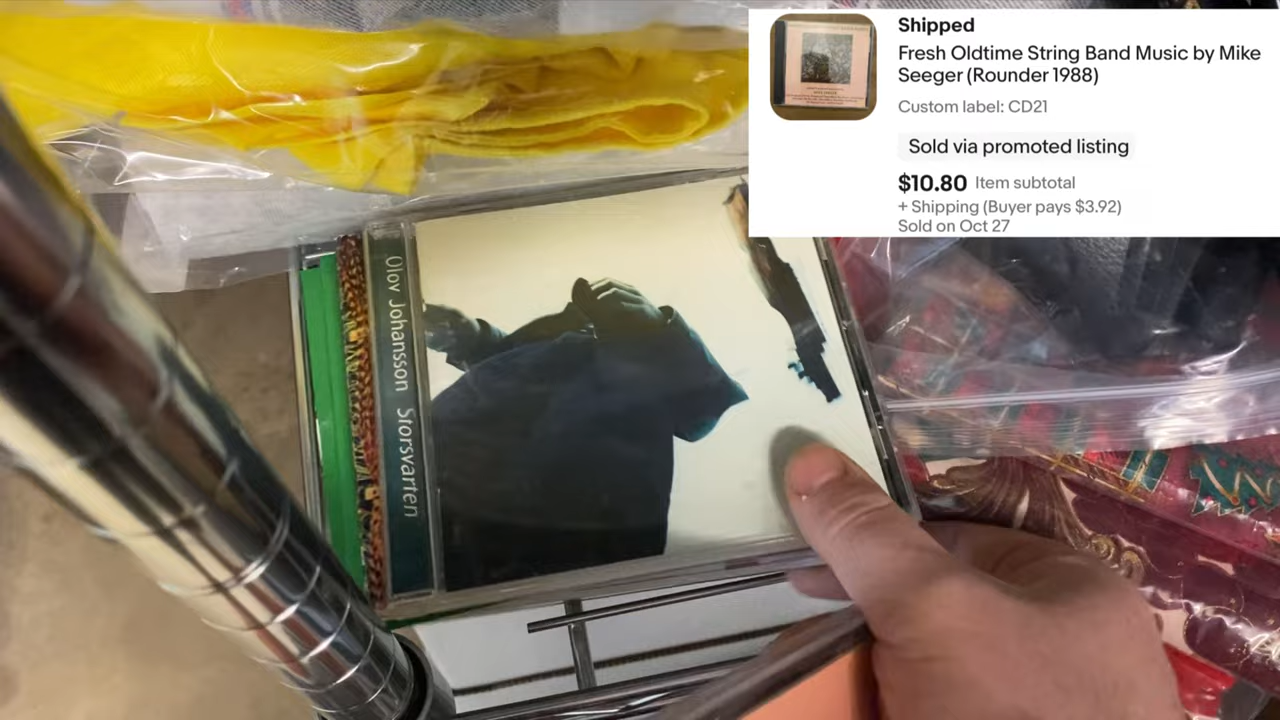 Shipped
Fresh Oldtime String Band Music by Mike
Seeger (Rounder 1988)
Custom label: CD21
Sold via promoted listing
$10.80 Item subtotal
+ Shipping (Buyer pays $3.92)
Sold on Oct 27
Olov Johansson Storsvarten